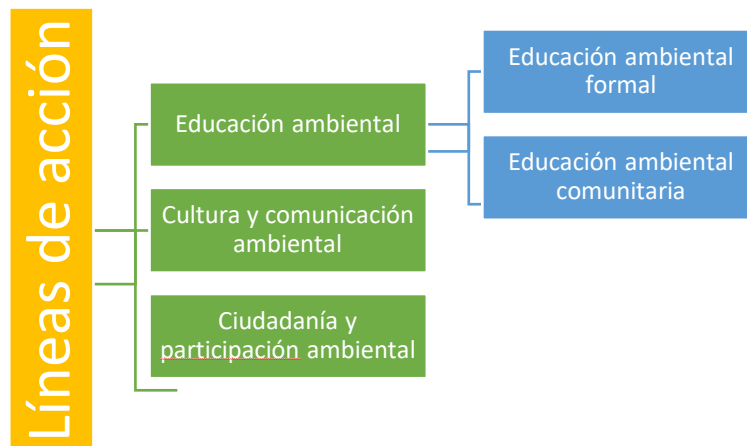 Líneas de acción
Educación ambiental
Cultura y comunicación
ambiental
Ciudadanía y
participación ambiental
Educación ambiental
formal
Educación ambiental
comunitaria